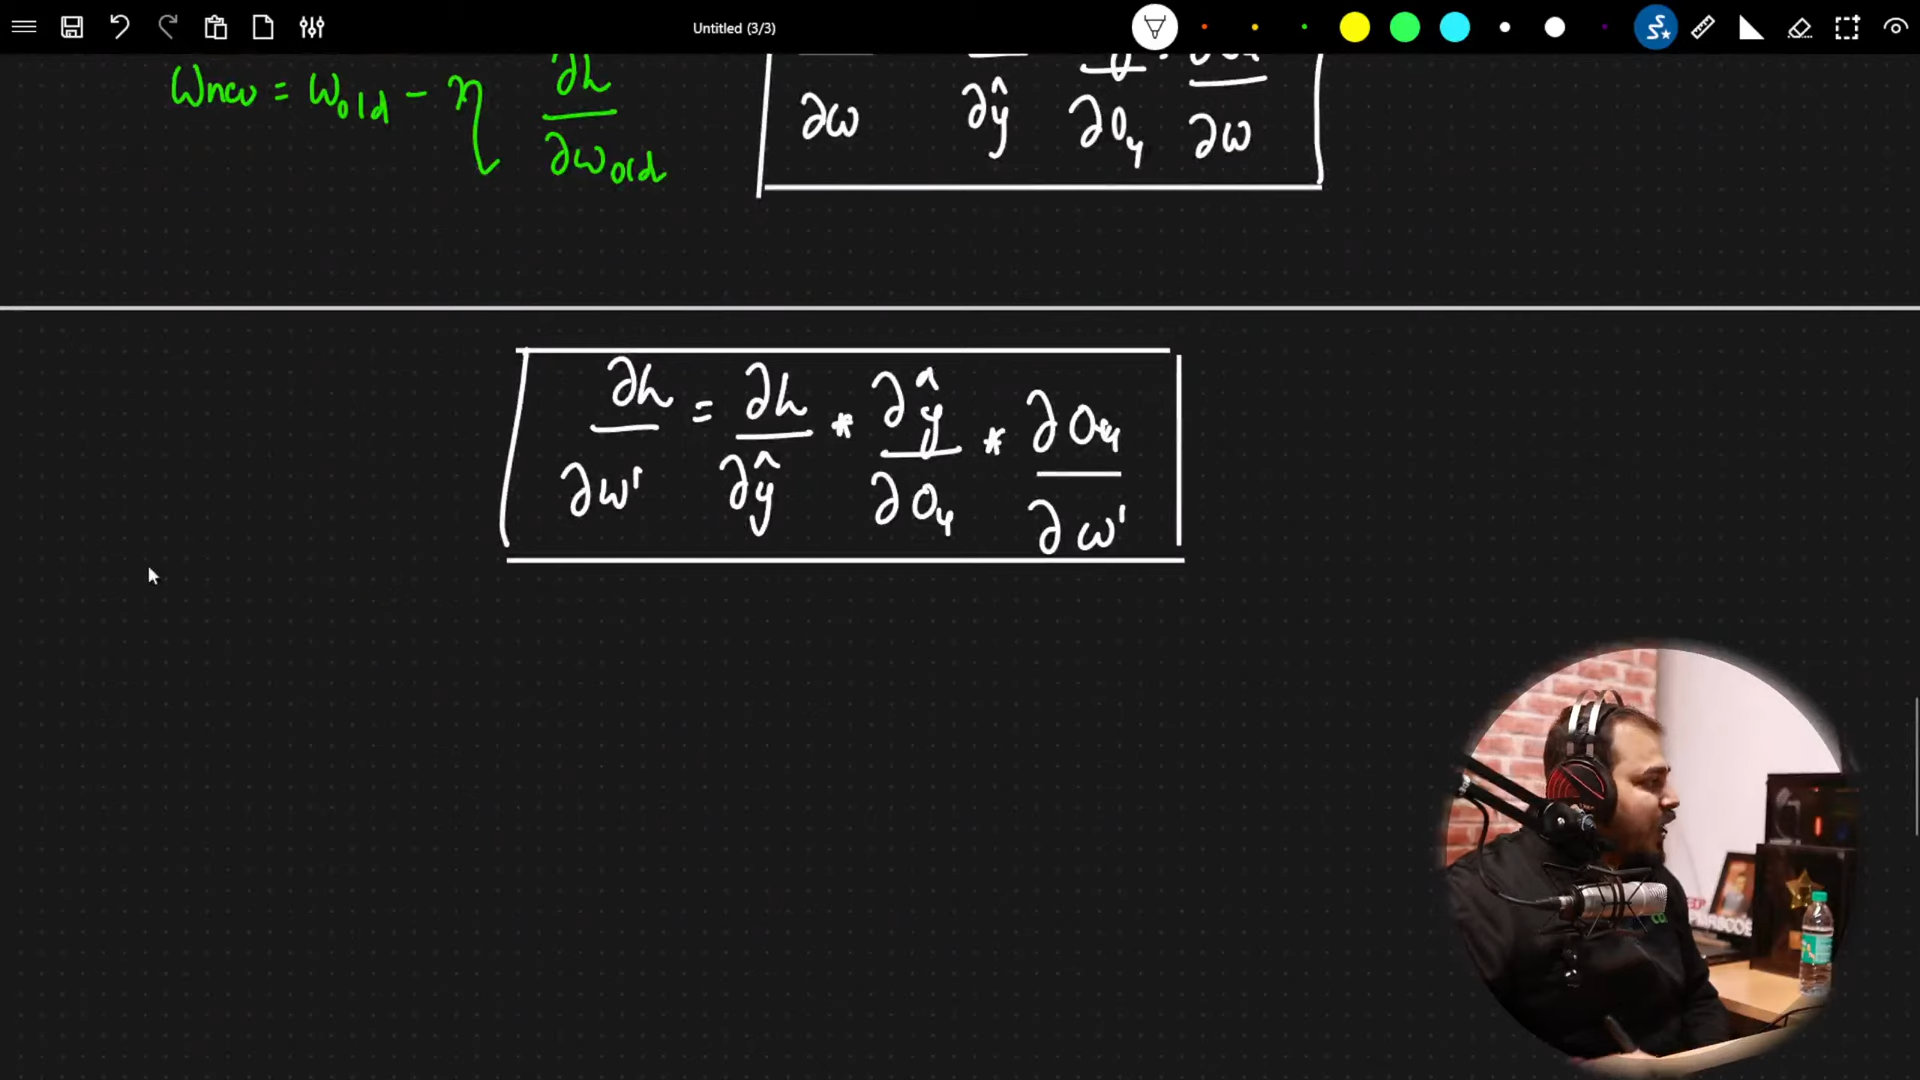 Untitled (3/3)
Wnew = Wold - η ∂L/∂Wold
∂w ∂ŷ ∂O₄ ∂w
∂L/∂w' = ∂L/∂ŷ * ∂ŷ/∂O₄ * ∂O₄/∂w'